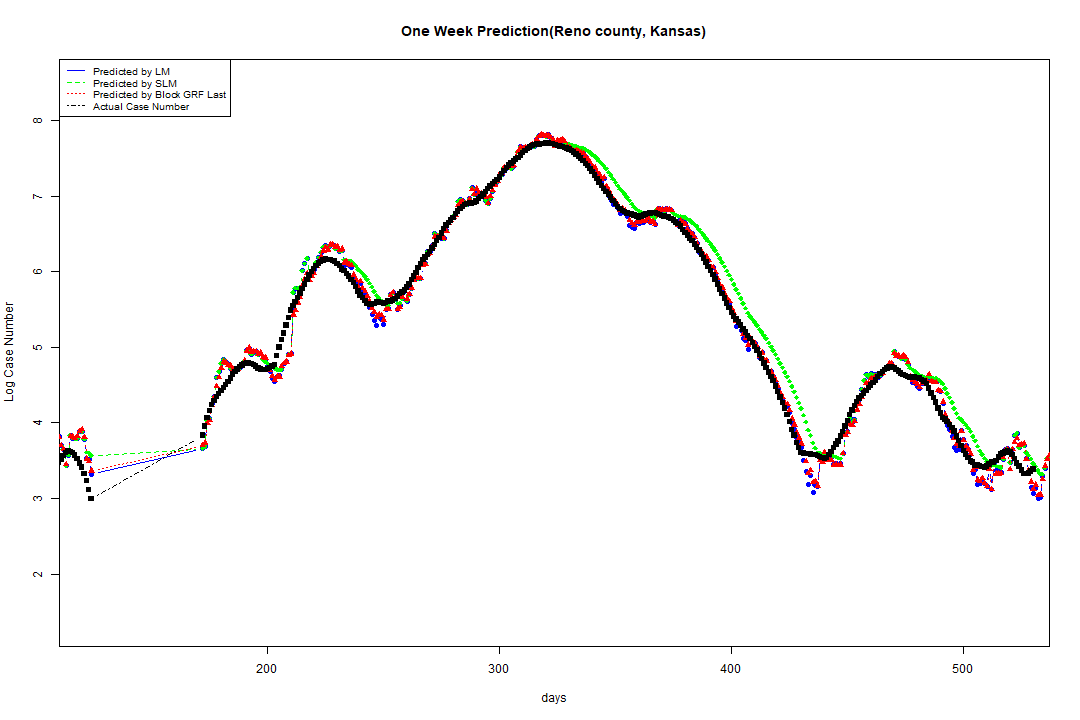 One Week Prediction(Reno county, Kansas)
Predicted by LM
Predicted by SLM
Predicted by Block GRF Last
Actual Case Number
8
7
6
5
4
3
2
Log Case Number
200 300 400 500
days